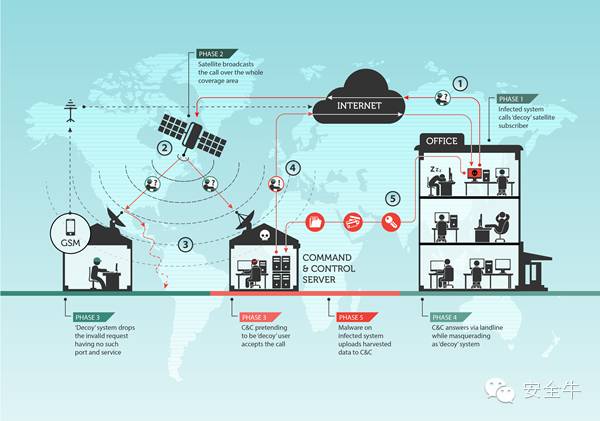 PHASE 2
Satellite broadcasts
the call over the whole
coverage area
1
INTERNET
PHASE 1
Infected system
calls 'decoy' satellite
subscriber
OFFICE
Zzz
2
4
5
GSM
3
COMMAND
& CONTROL
SERVER
PHASE 3
'Decoy' system drops
the invalid request
having no such
port and service
PHASE 3
C&C pretending
to be 'decoy' user
accepts the call
PHASE 5
Malware on
infected system
uploads harvested
data to C&C
PHASE 4
C&C answers via landline
while masquerading
as 'decoy' system
安全牛